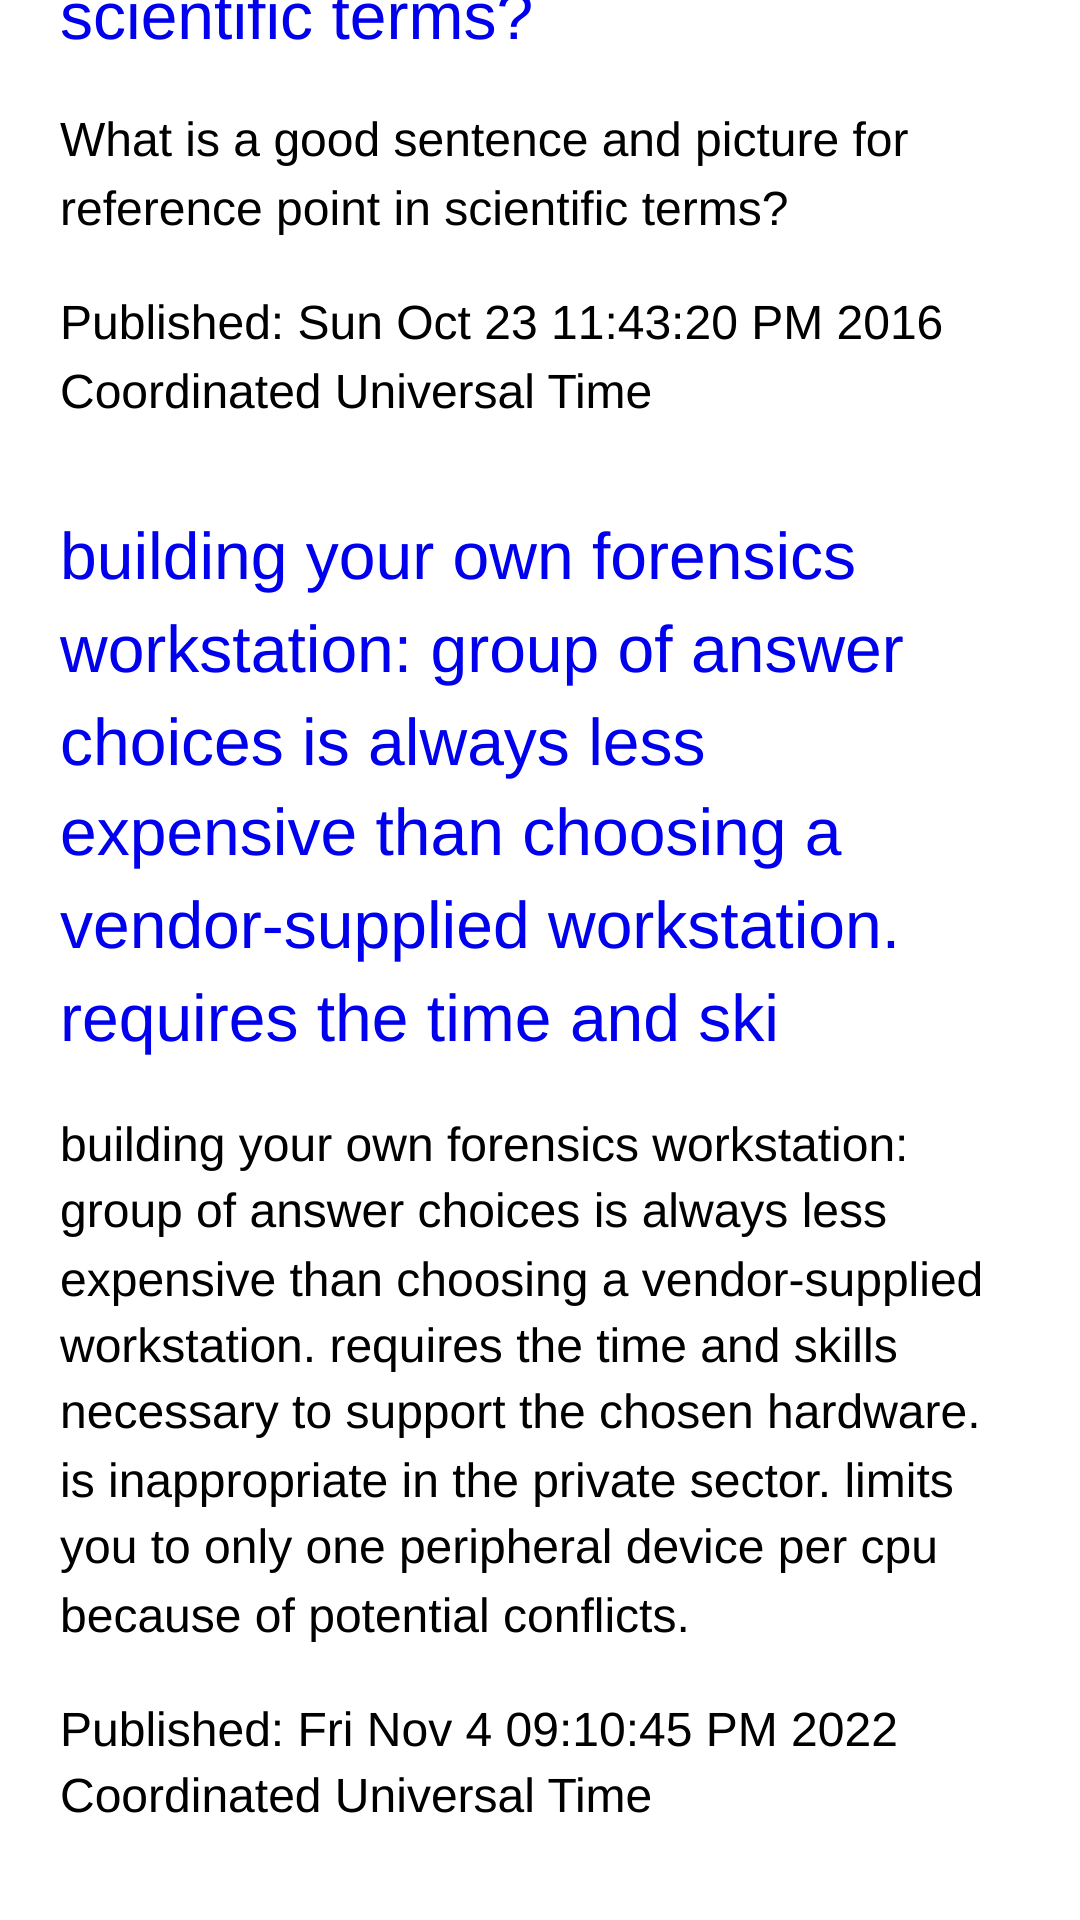 scientific terms?
What is a good sentence and picture for
reference point in scientific terms?
Published: Sun Oct 23 11:43:20 PM 2016
Coordinated Universal Time
building your own forensics
workstation: group of answer
choices is always less
expensive than choosing a
vendor-supplied workstation.
requires the time and ski
building your own forensics workstation:
group of answer choices is always less
expensive than choosing a vendor-supplied
workstation. requires the time and skills
necessary to support the chosen hardware.
is inappropriate in the private sector. limits
you to only one peripheral device per cpu
because of potential conflicts.
Published: Fri Nov 4 09:10:45 PM 2022
Coordinated Universal Time